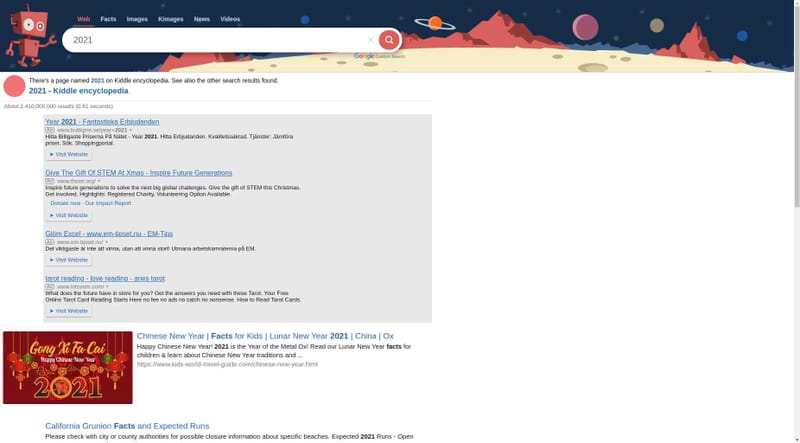 Web Facts Images Kimages News Videos
2021
Google Custom Search
There's a page named 2021 on Kiddle encyclopedia. See also the other search results found.
2021 - Kiddle encyclopedia
About 2,410,000,000 results (0.61 seconds)
Year 2021 - Fantastiska Erbjudanden
Ad www.butikpris.se/year+2021
Hitta Billigaste Priserna På Nätet - Year 2021. Hitta Erbjudanden. Kvalitetssäkrad. Tjänster: Jämföra
priser, Sök, Shoppingportal.
Visit Website
Give The Gift Of STEM At Xmas - Inspire Future Generations
Ad www.theiet.org/
Inspire future generations to solve the next big global challenges. Give the gift of STEM this Christmas.
Get involved. Highlights: Registered Charity, Volunteering Option Available.
Donate now - Our Impact Report
Visit Website
Glöm Excel - www.em-tipset.nu - EM-Tips
Ad www.em-tipset.nu/
Det viktigaste är inte att vinna, utan att vinna stort! Utmana arbetskamraterna på EM.
Visit Website
tarot reading - love reading - aries tarot
Ad www.infozoom.com/
What does the future have in store for you? Get the answers you need with these Tarot. Your Free
Online Tarot Card Reading Starts Here no fee no ads no catch no nonsense. How to Read Tarot Cards.
Visit Website
Gong Xi Fa Cai
Happy Chinese New Year
2021
Chinese New Year | Facts for Kids | Lunar New Year 2021 | China | Ox
Happy Chinese New Year! 2021 is the Year of the Metal Ox! Read our Lunar New Year facts for
children & learn about Chinese New Year traditions and ...
https://www.kids-world-travel-guide.com/chinese-new-year.html
California Grunion Facts and Expected Runs
Please check with city or county authorities for possible closure information about specific beaches. Expected 2021 Runs - Open